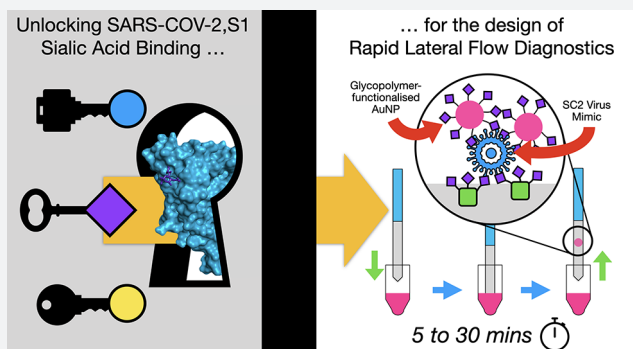 Unlocking SARS-COV-2,S1
Sialic Acid Binding ...
... for the design of
Rapid Lateral Flow Diagnostics
Glycopolymer-
functionalised
AuNP
SC2 Virus
Mimic
5 to 30 mins